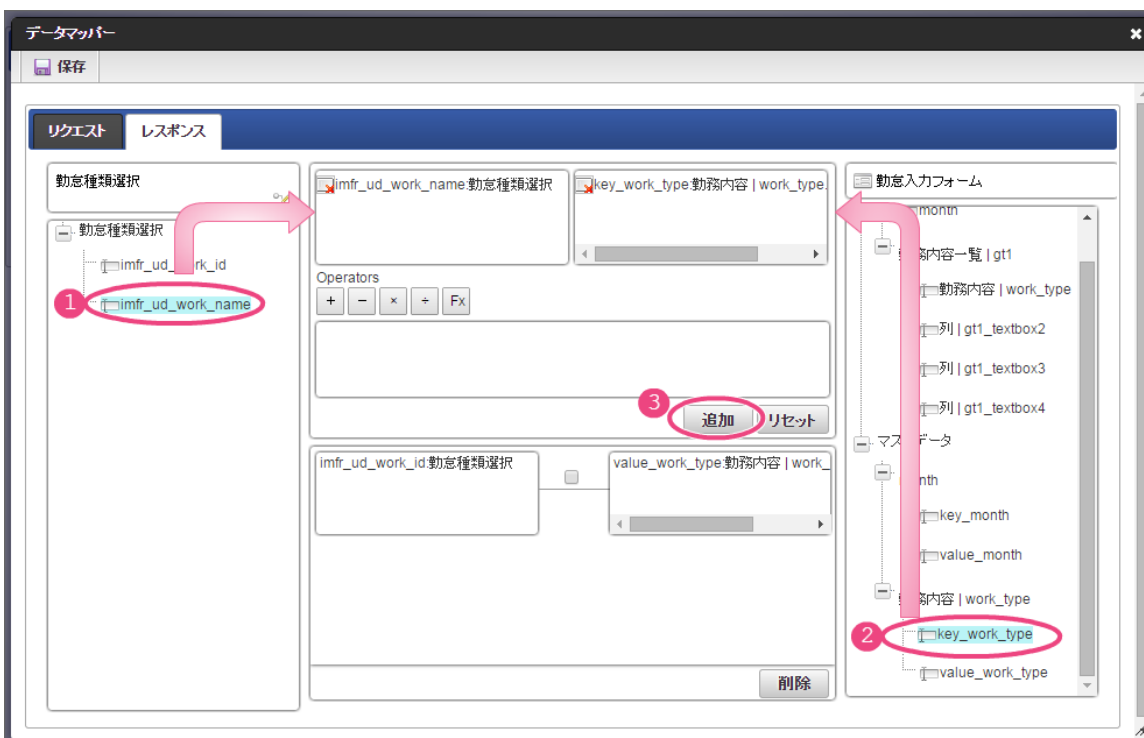 データマッパー
保存
リクエスト
レスポンス
勤怠種類選択
勤怠種類選択
imfr_ud_work_id
1
imfr_ud_work_name
imfr_ud_work_name:勤怠種類選択
key_work_type:勤務内容 | work_type.
Operators
+ − × ÷ Fx
3
追加
リセット
imfr_ud_work_id:勤怠種類選択
value_work_type:勤務内容 | work_
削除
勤怠入力フォーム
month
務内容一覧 | gt1
勤務内容 | work_type
列 | gt1_textbox2
列 | gt1_textbox3
列 | gt1_textbox4
マス データ
nth
key_month
value_month
務内容 | work_type
2
key_work_type
value_work_type